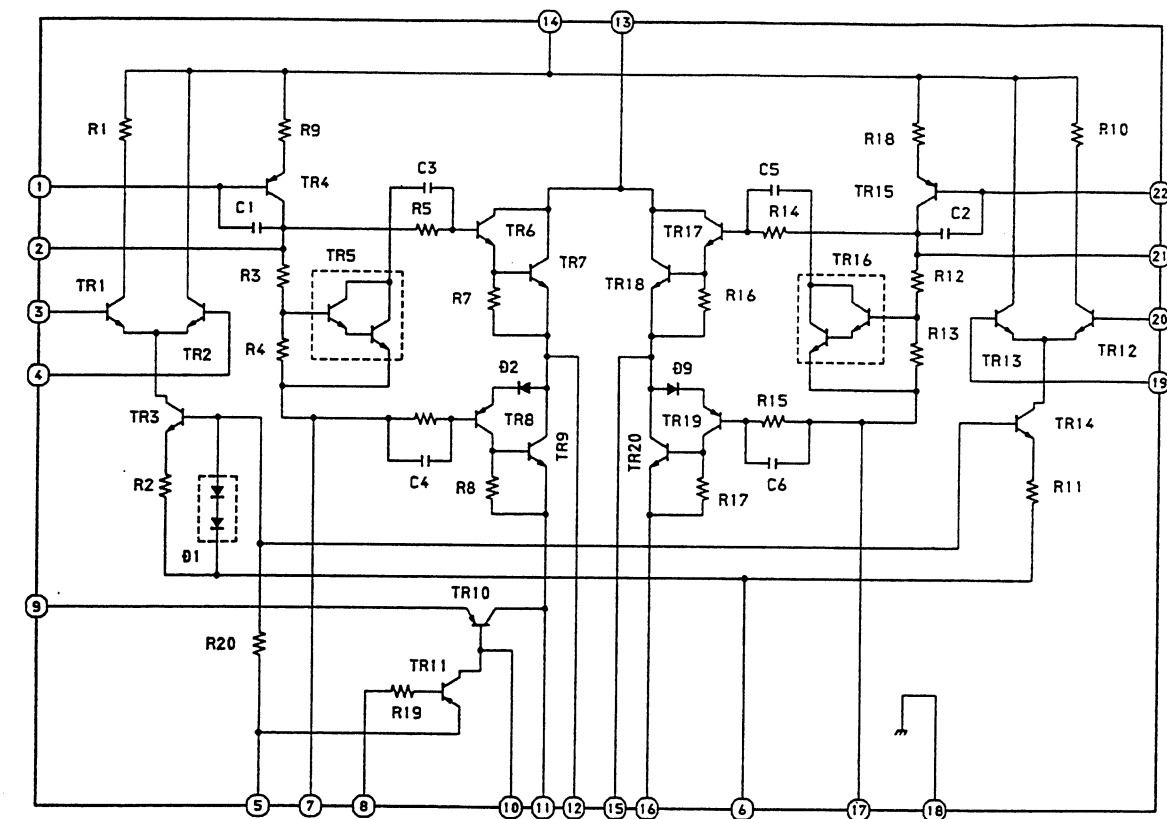 14 13
R1 R9 R18 R10
1 TR4 C3 C5 TR15 22
C1 R5 R14 C2
TR6 TR17
2 TR5 TR16 21
R3 TR7 TR18 R12
R7 R16
TR1 R13
3 20
R4 TR2 TR13 TR12
4 D2 D9 19
TR3 TR8 R15 TR14
TR9 TR19 TR20
R2 C4 R8 R17 C6 R11
D1
9 TR10
R20 TR11
R19
5 7 8 10 11 12 15 16 6 17 18